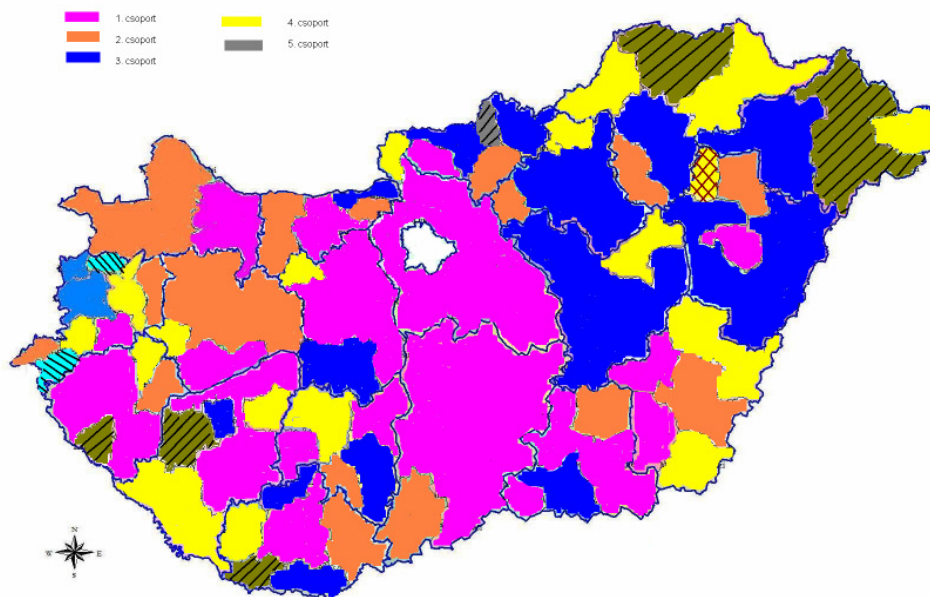 1. csoport
2. csoport
3. csoport
4. csoport
5. csoport
N
W E
S